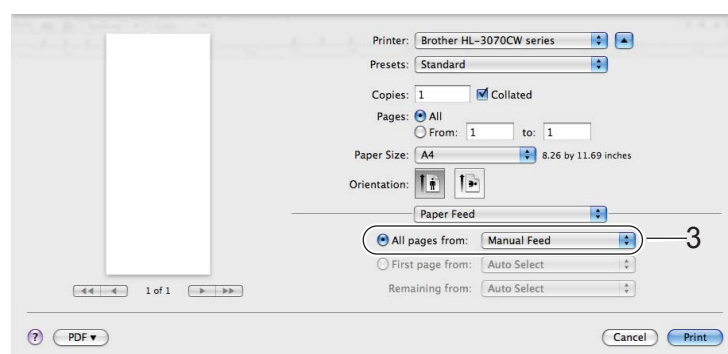 Printer: Brother HL-3070CW series
Presets: Standard
Copies: 1 Collated
Pages: All
From: 1 to: 1
Paper Size: A4 8.26 by 11.69 inches
Orientation:
Paper Feed
All pages from: Manual Feed 3
First page from: Auto Select
1 of 1 Remaining from: Auto Select
? PDF ▾ Cancel Print